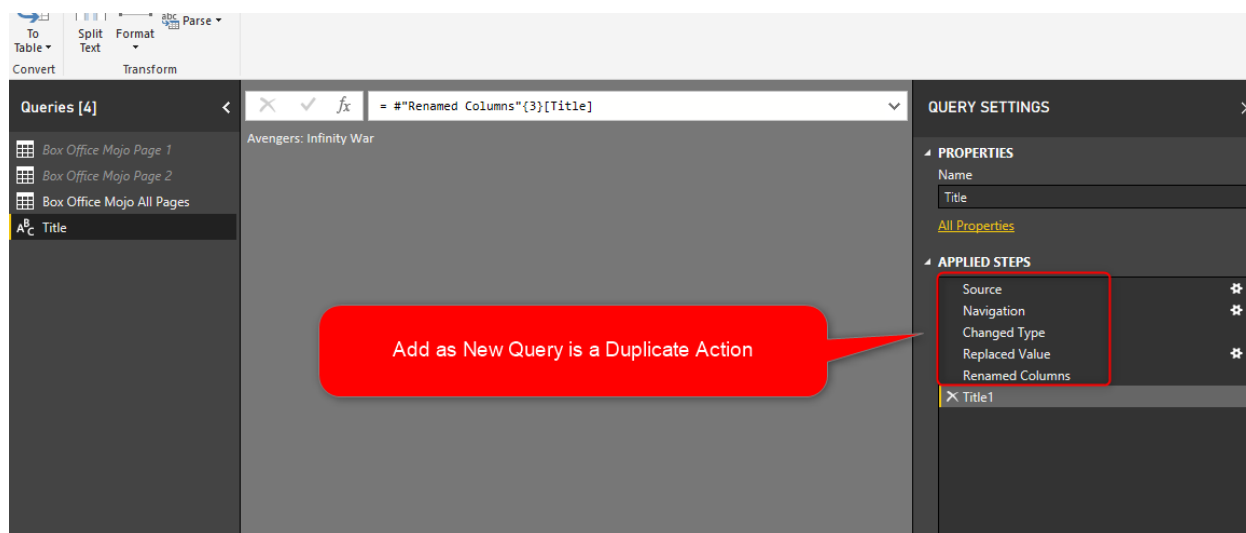 abc Parse
To Split Format
Table Text
Convert Transform
Queries [4]
fx = #"Renamed Columns"{3}[Title]
QUERY SETTINGS
Avengers: Infinity War
Box Office Mojo Page 1
Box Office Mojo Page 2
Box Office Mojo All Pages
ABC Title
PROPERTIES
Name
Title
All Properties
APPLIED STEPS
Source
Navigation
Changed Type
Replaced Value
Renamed Columns
Title1
Add as New Query is a Duplicate Action